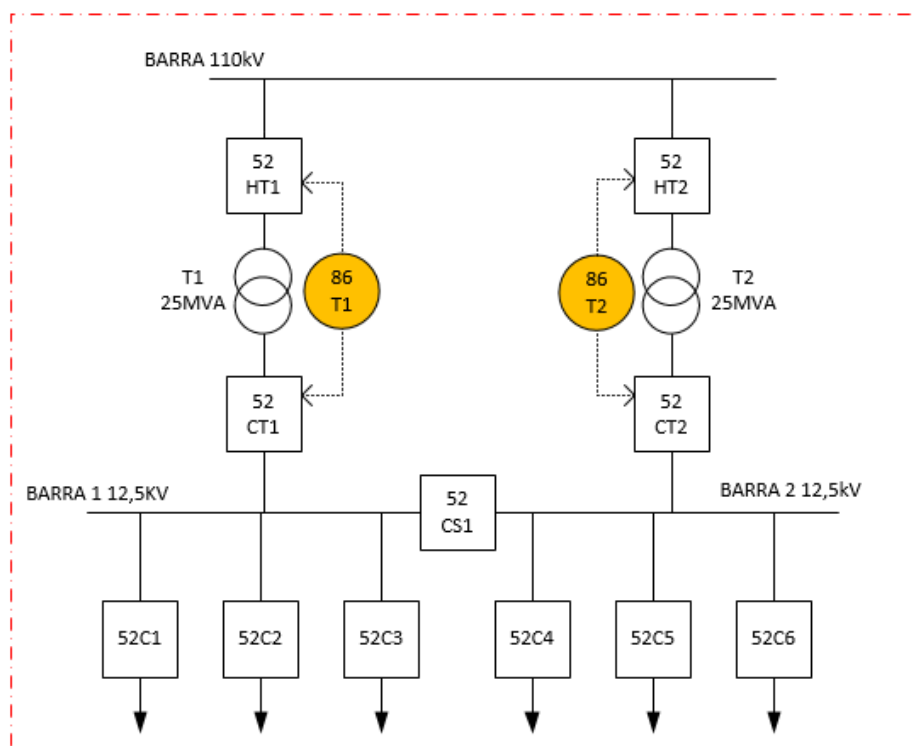 BARRA 110kV
52
HT1
52
HT2
T1
25MVA
86
T1
86
T2
T2
25MVA
52
CT1
52
CT2
BARRA 1 12,5KV
52
CS1
BARRA 2 12,5kV
52C1
52C2
52C3
52C4
52C5
52C6